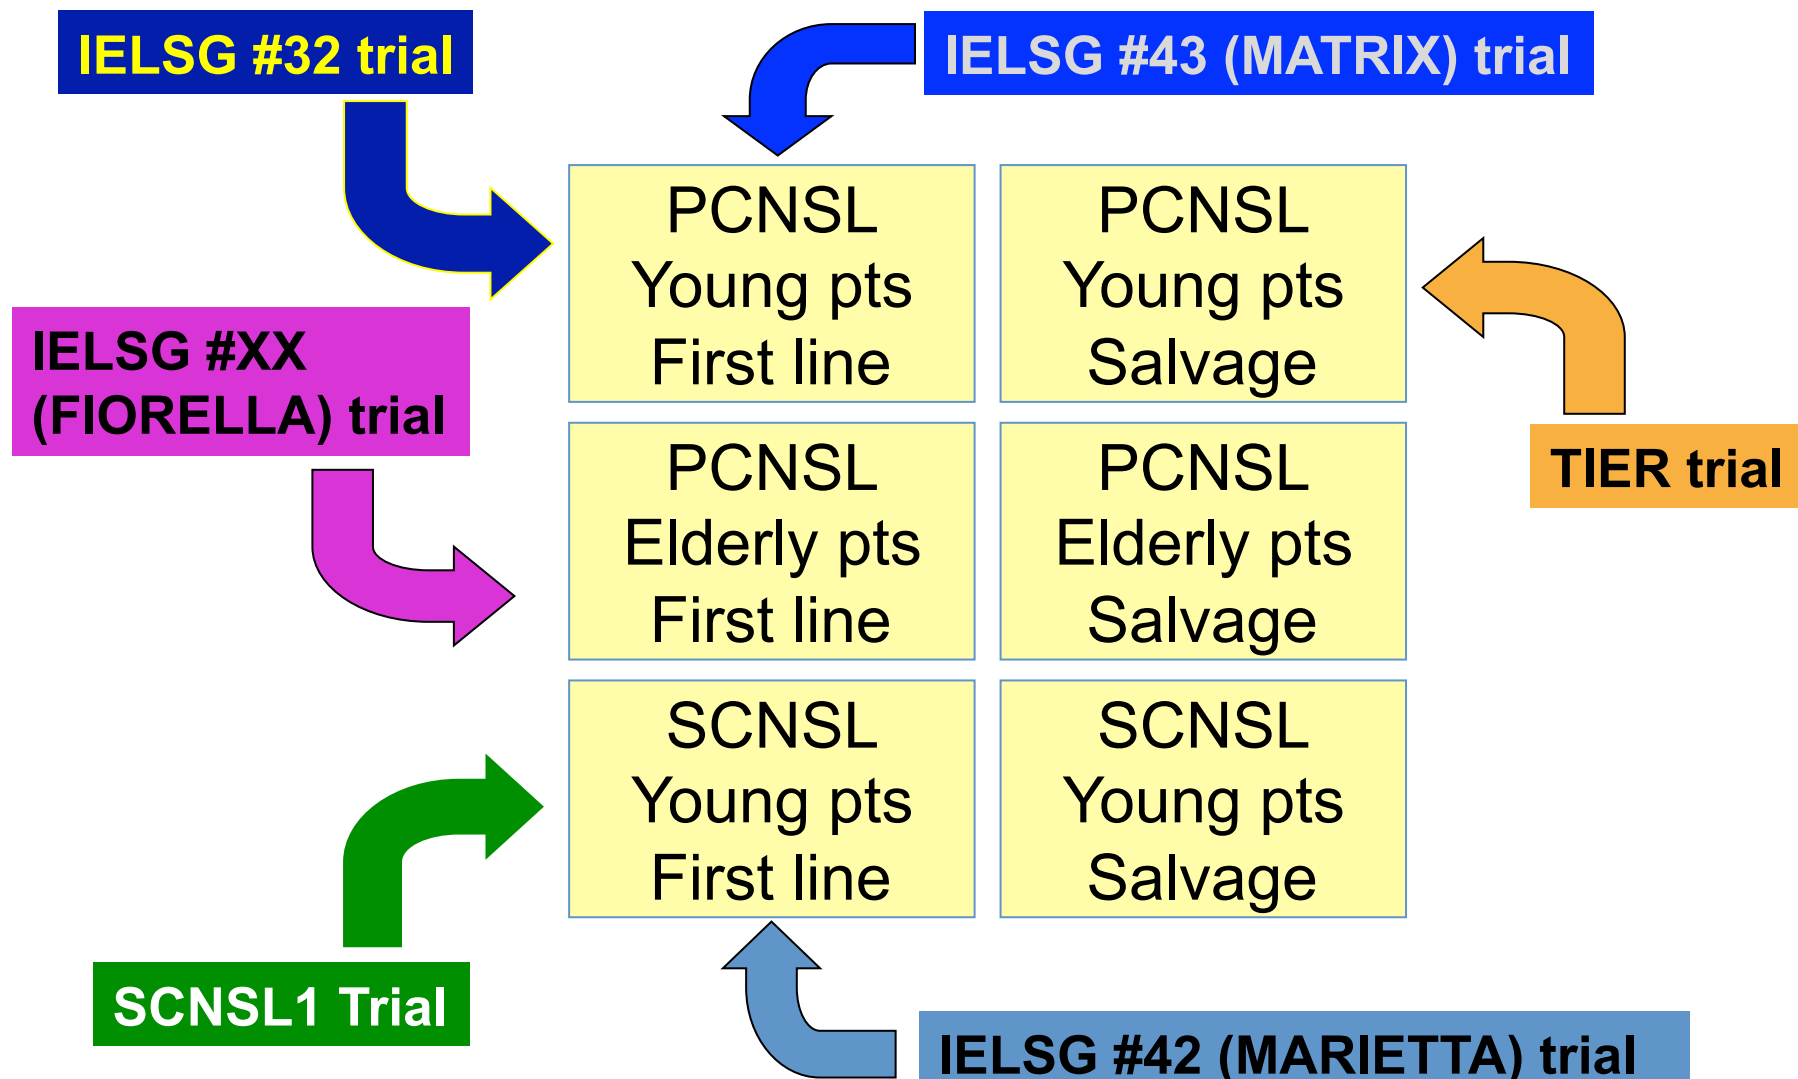 IELSG #32 trial
IELSG #43 (MATRIX) trial
PCNSL
Young pts
First line
PCNSL
Young pts
Salvage
IELSG #XX
(FIORELLA) trial
TIER trial
PCNSL
Elderly pts
First line
PCNSL
Elderly pts
Salvage
SCNSL
Young pts
First line
SCNSL
Young pts
Salvage
SCNSL1 Trial
IELSG #42 (MARIETTA) trial